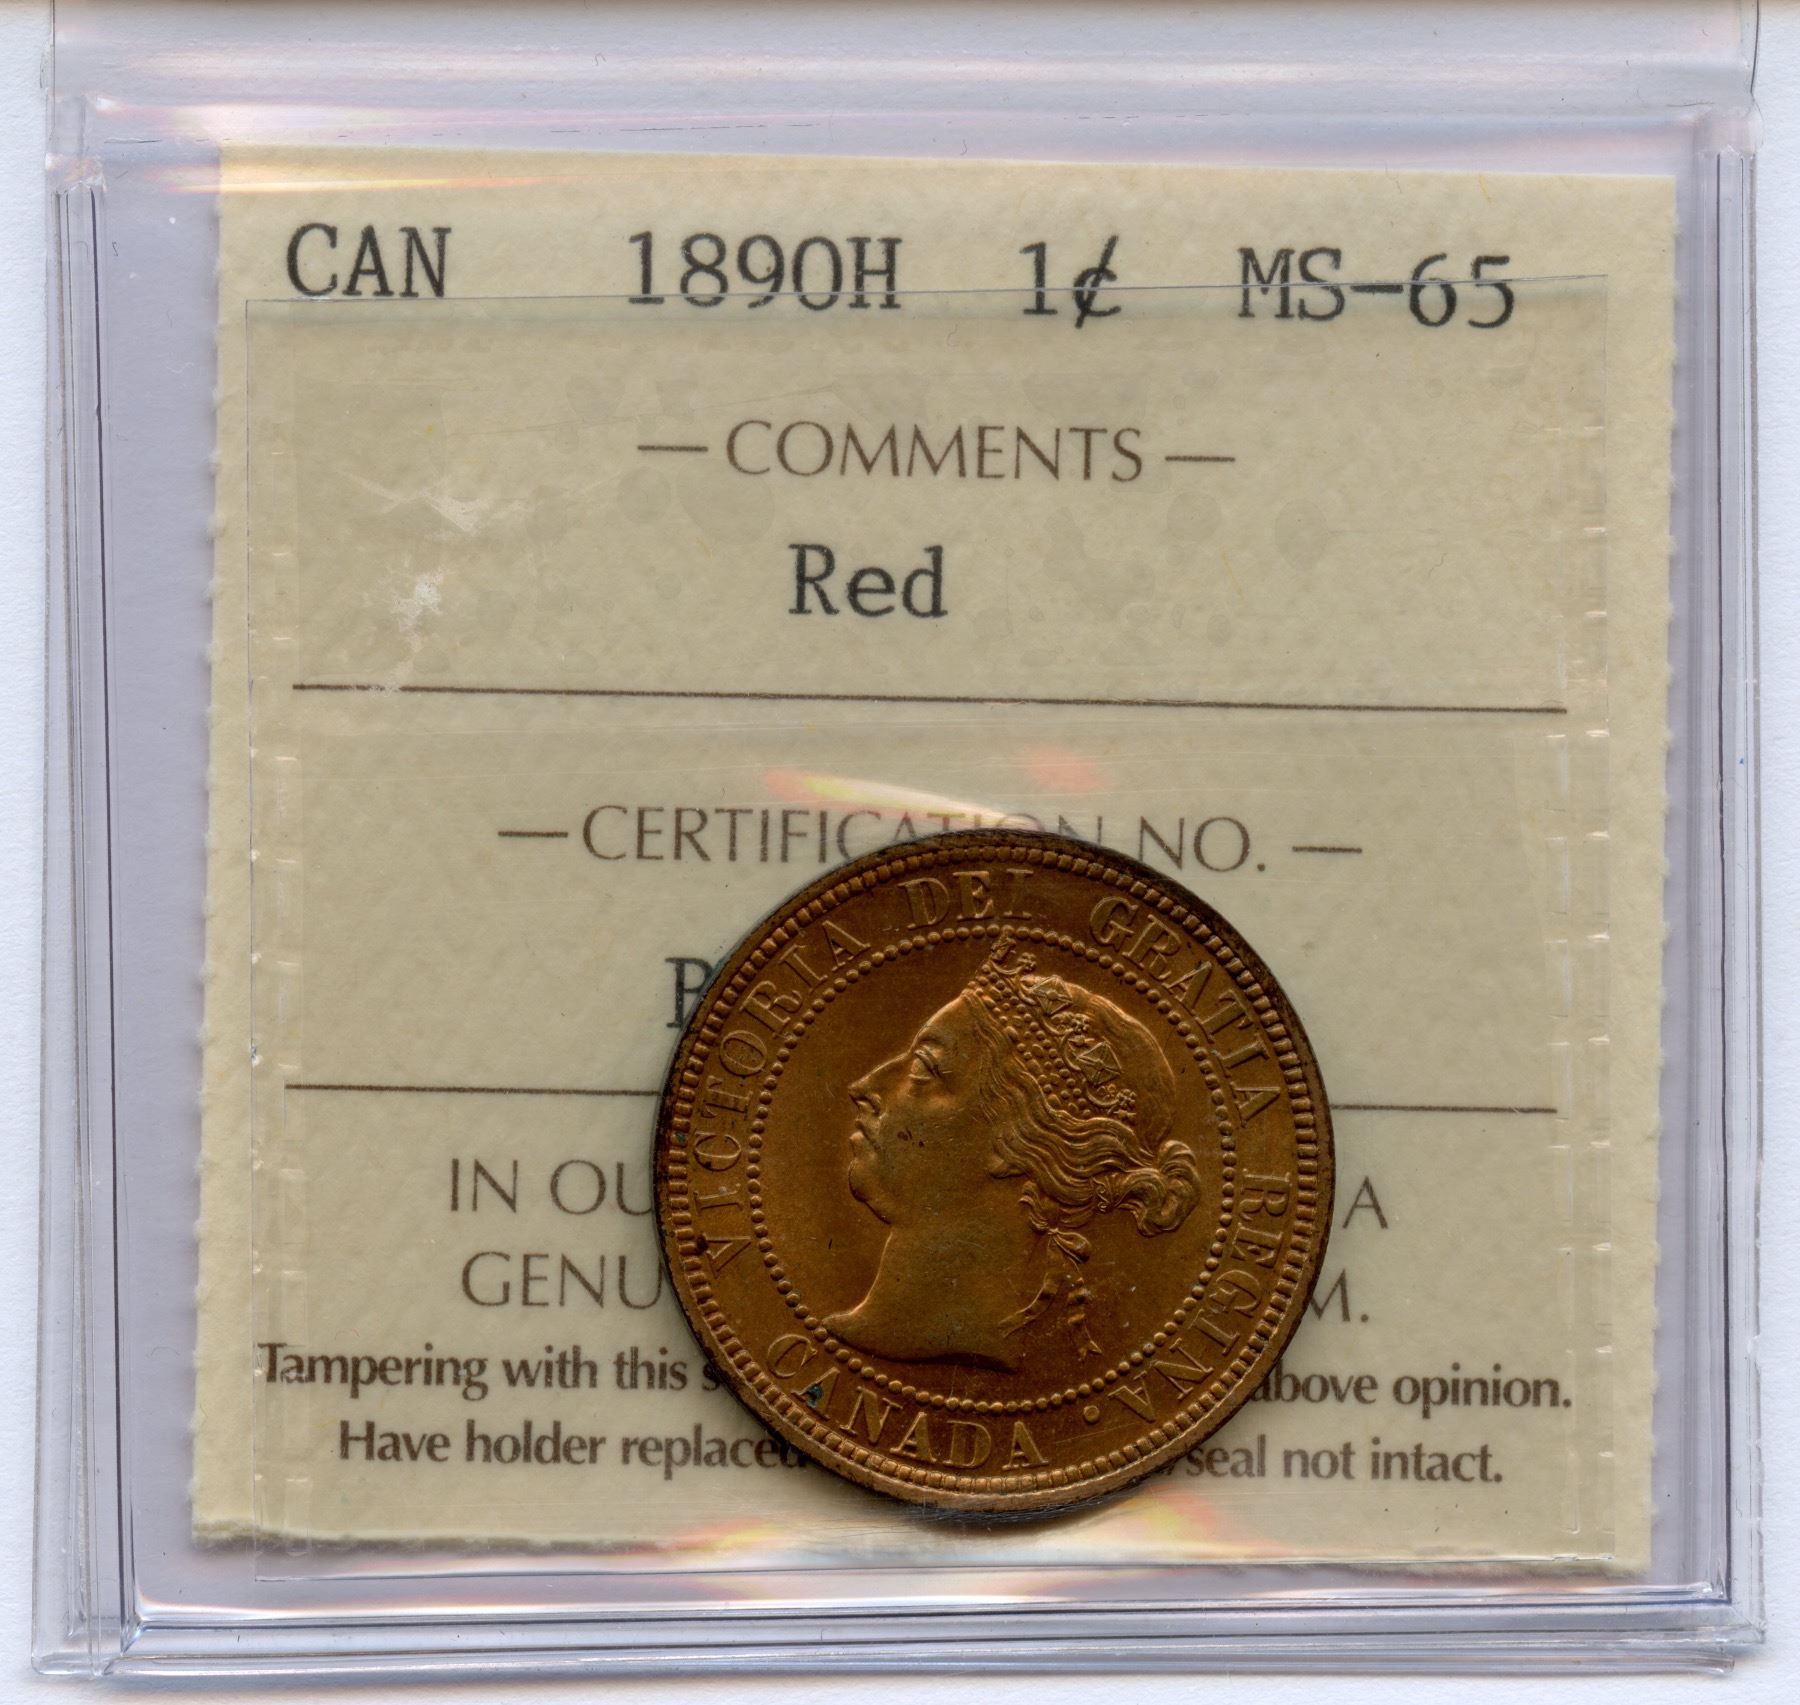 CAN 1890H 1¢ MS-65
— COMMENTS —
Red
— CERTIFICATION NO. —
VICTORIA DEI GRATIA REGINA.
CANADA
IN OU A
GENU M.
Tampering with this s above opinion.
Have holder replaced seal not intact.